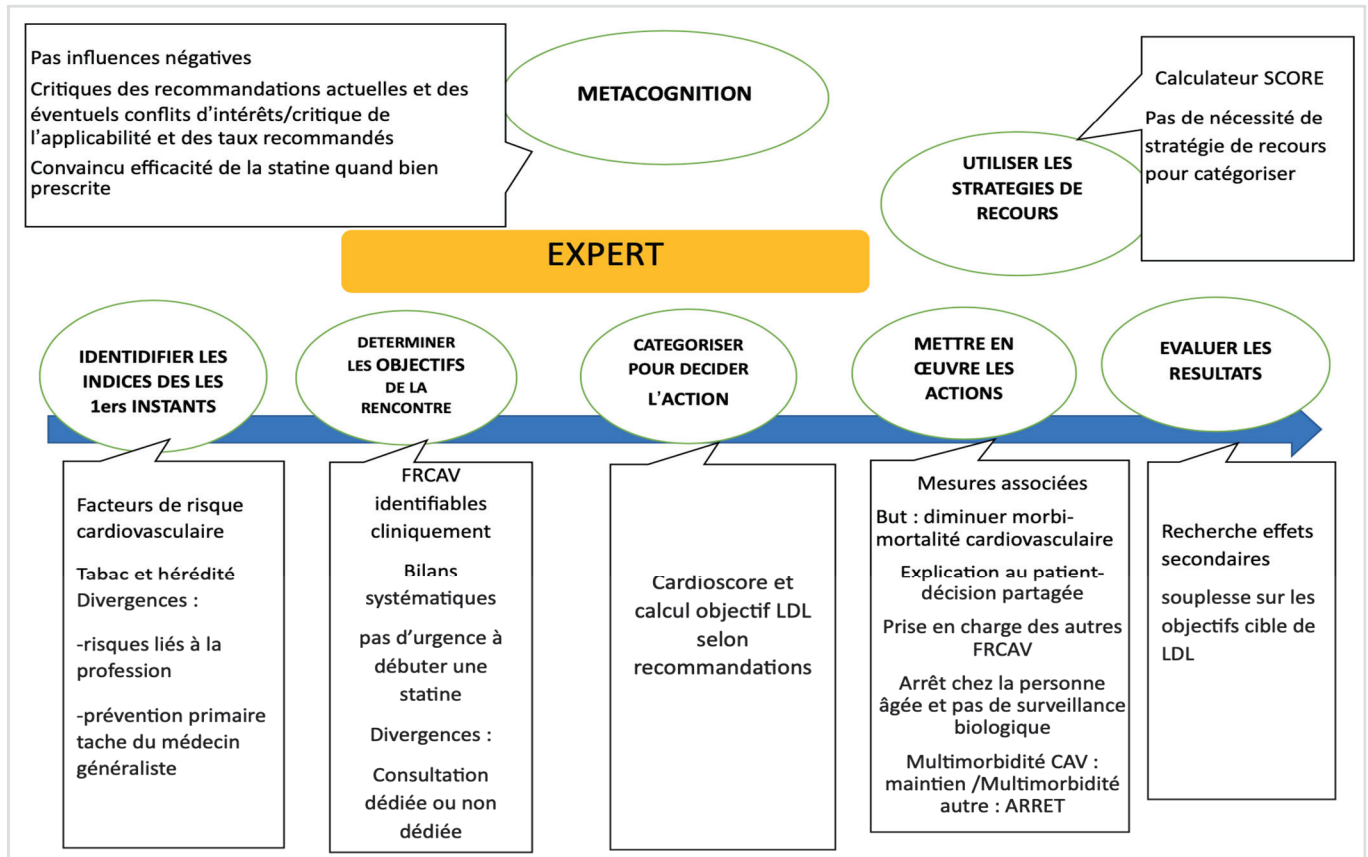 Pas influences négatives
Critiques des recommandations actuelles et des
éventuels conflits d’intérêts/critique de
l’applicabilité et des taux recommandés
Convaincu efficacité de la statine quand bien
prescrite
METACOGNITION
Calculateur SCORE
Pas de nécessité de
stratégie de recours
pour catégoriser
UTILISER LES
STRATEGIES DE
RECOURS
EXPERT
IDENTIDIFIER LES
INDICES DES LES
1ers INSTANTS
DETERMINER
LES OBJECTIFS
DE LA
RENCONTRE
CATEGORISER
POUR DECIDER
L’ACTION
METTRE EN
ŒUVRE LES
ACTIONS
EVALUER LES
RESULTATS
Facteurs de risque
cardiovasculaire
Tabac et hérédité
Divergences :
-risques liés à la
profession
-prévention primaire
tache du médecin
généraliste
FRCAV
identifiables
cliniquement
Bilans
systématiques
pas d’urgence à
débuter une
statine
Divergences :
Consultation
dédiée ou non
dédiée
Cardioscore et
calcul objectif LDL
selon
recommandations
Mesures associées
But : diminuer morbi-
mortalité cardiovasculaire
Explication au patient-
décision partagée
Prise en charge des autres
FRCAV
Arrêt chez la personne
âgée et pas de surveillance
biologique
Multimorbidité CAV :
maintien /Multimorbidité
autre : ARRET
Recherche effets
secondaires
souplesse sur les
objectifs cible de
LDL